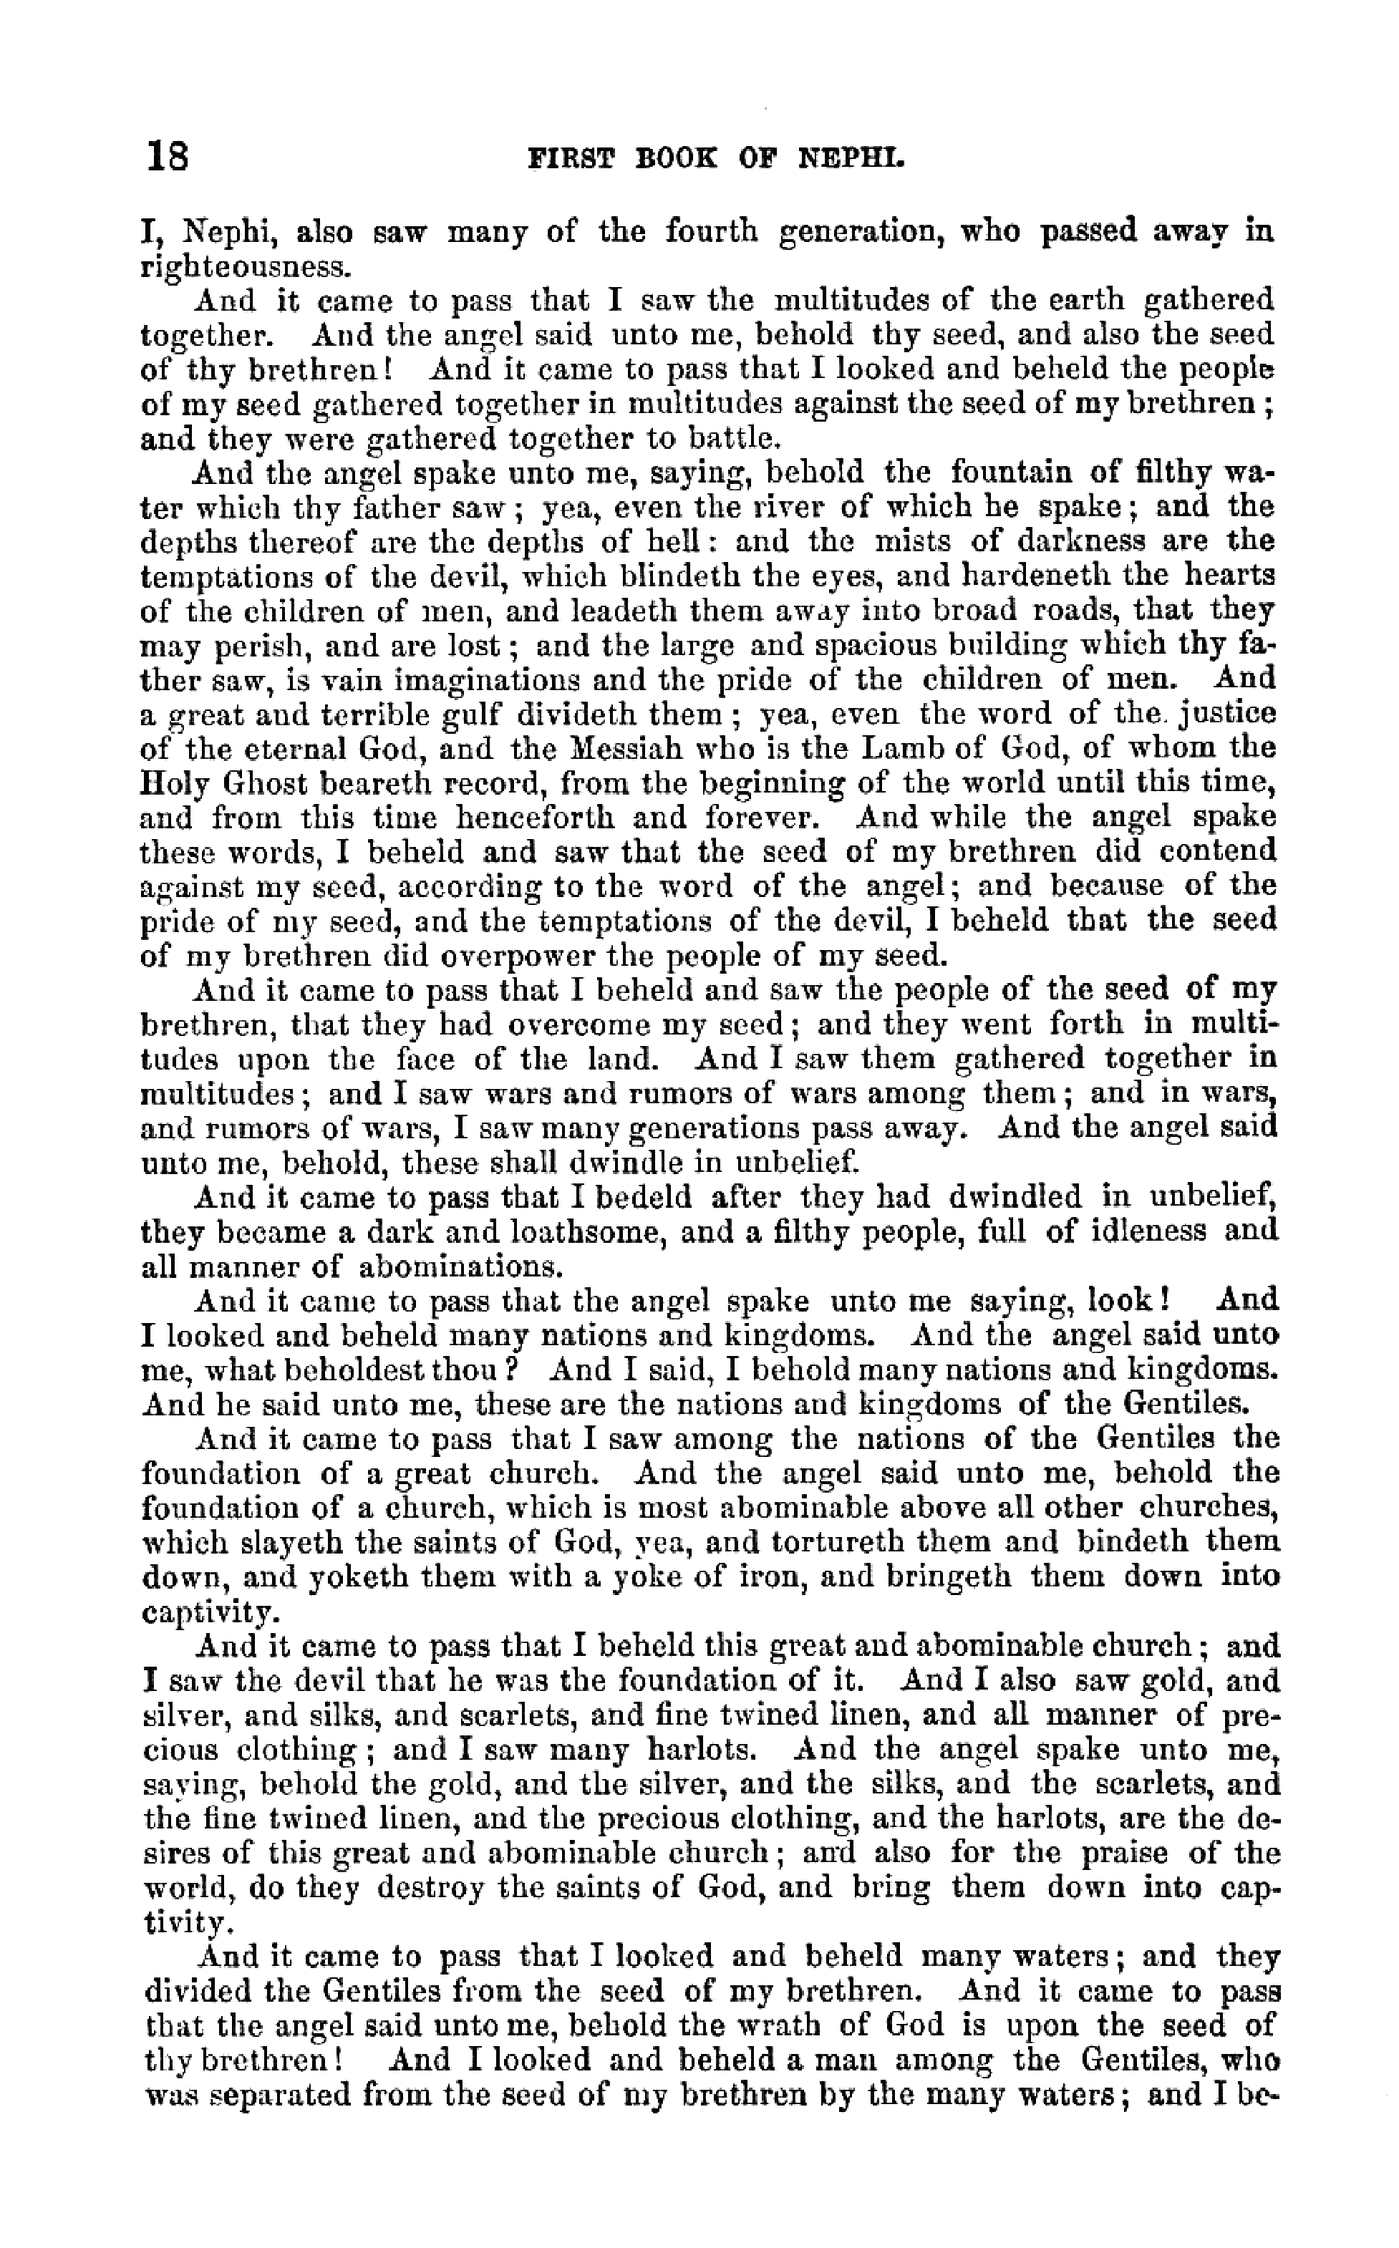 18 FIRST BOOK OF NEPHI.
I, Nephi, also saw many of the fourth generation, who passed away in
righteousness.
And it came to pass that I saw the multitudes of the earth gathered
together. And the angel said unto me, behold thy seed, and also the seed
of thy brethren! And it came to pass that I looked and beheld the people
of my seed gathered together in multitudes against the seed of my brethren;
and they were gathered together to battle.
And the angel spake unto me, saying, behold the fountain of filthy wa-
ter which thy father saw; yea, even the river of which he spake; and the
depths thereof are the depths of hell: and the mists of darkness are the
temptations of the devil, which blindeth the eyes, and hardeneth the hearts
of the children of men, and leadeth them away into broad roads, that they
may perish, and are lost; and the large and spacious building which thy fa-
ther saw, is vain imaginations and the pride of the children of men. And
a great and terrible gulf divideth them; yea, even the word of the justice
of the eternal God, and the Messiah who is the Lamb of God, of whom the
Holy Ghost beareth record, from the beginning of the world until this time,
and from this time henceforth and forever. And while the angel spake
these words, I beheld and saw that the seed of my brethren did contend
against my seed, according to the word of the angel; and because of the
pride of my seed, and the temptations of the devil, I beheld that the seed
of my brethren did overpower the people of my seed.
And it came to pass that I beheld and saw the people of the seed of my
brethren, that they had overcome my seed; and they went forth in multi-
tudes upon the face of the land. And I saw them gathered together in
multitudes; and I saw wars and rumors of wars among them; and in wars,
and rumors of wars, I saw many generations pass away. And the angel said
unto me, behold, these shall dwindle in unbelief.
And it came to pass that I bedeld after they had dwindled in unbelief,
they became a dark and loathsome, and a filthy people, full of idleness and
all manner of abominations.
And it came to pass that the angel spake unto me saying, look! And
I looked and beheld many nations and kingdoms. And the angel said unto
me, what beholdest thou? And I said, I behold many nations and kingdoms.
And he said unto me, these are the nations and kingdoms of the Gentiles.
And it came to pass that I saw among the nations of the Gentiles the
foundation of a great church. And the angel said unto me, behold the
foundation of a church, which is most abominable above all other churches,
which slayeth the saints of God, yea, and tortureth them and bindeth them
down, and yoketh them with a yoke of iron, and bringeth them down into
captivity.
And it came to pass that I beheld this great and abominable church; and
I saw the devil that he was the foundation of it. And I also saw gold, and
silver, and silks, and scarlets, and fine twined linen, and all manner of pre-
cious clothing; and I saw many harlots. And the angel spake unto me,
saying, behold the gold, and the silver, and the silks, and the scarlets, and
the fine twined linen, and the precious clothing, and the harlots, are the de-
sires of this great and abominable church; and also for the praise of the
world, do they destroy the saints of God, and bring them down into cap-
tivity.
And it came to pass that I looked and beheld many waters; and they
divided the Gentiles from the seed of my brethren. And it came to pass
that the angel said unto me, behold the wrath of God is upon the seed of
thy brethren! And I looked and beheld a man among the Gentiles, who
was separated from the seed of my brethren by the many waters; and I be-